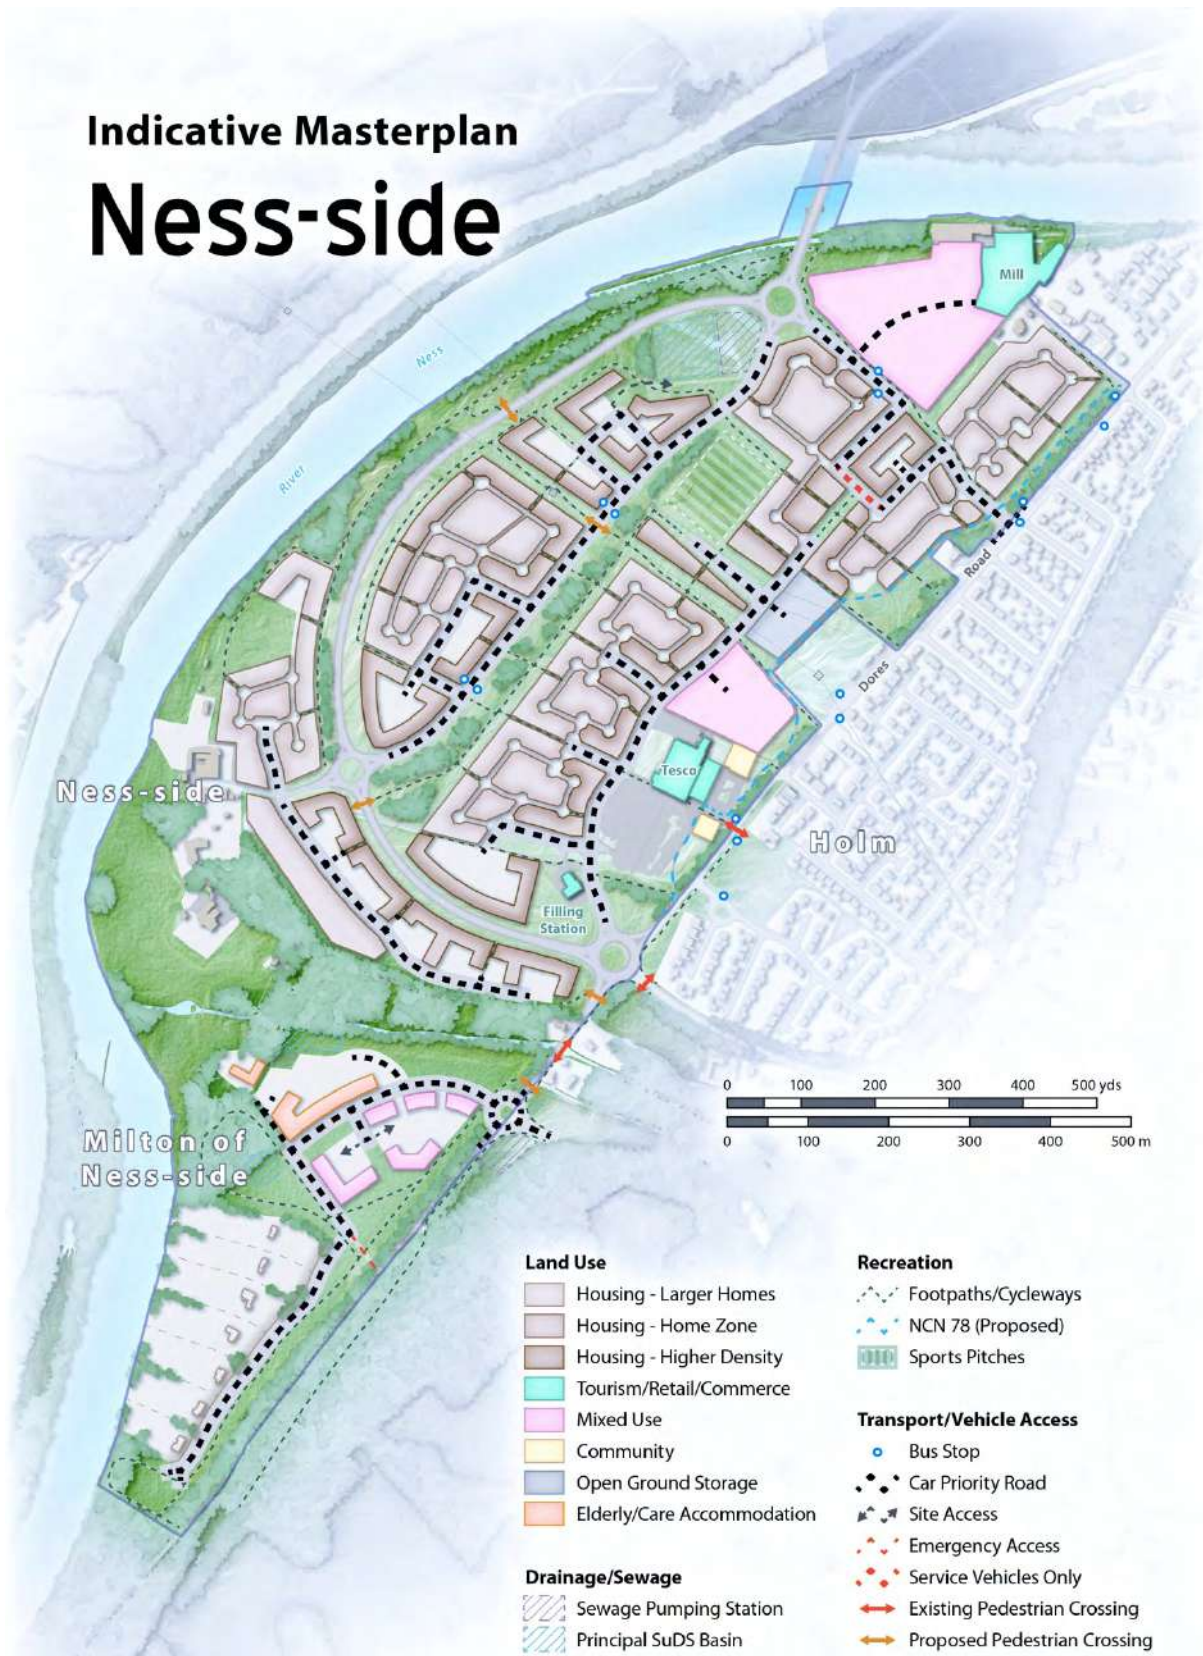 Indicative Masterplan
Ness-side
Mill
Ness
River
Road
Dores
Ness-side
Tesco
Holm
Filling
Station
0 100 200 300 400 500 yds
0 100 200 300 400 500 m
Milton of
Ness-side
Land Use
Housing - Larger Homes
Housing - Home Zone
Housing - Higher Density
Tourism/Retail/Commerce
Mixed Use
Community
Open Ground Storage
Elderly/Care Accommodation
Drainage/Sewage
Sewage Pumping Station
Principal SuDS Basin
Recreation
Footpaths/Cycleways
NCN 78 (Proposed)
Sports Pitches
Transport/Vehicle Access
Bus Stop
Car Priority Road
Site Access
Emergency Access
Service Vehicles Only
Existing Pedestrian Crossing
Proposed Pedestrian Crossing